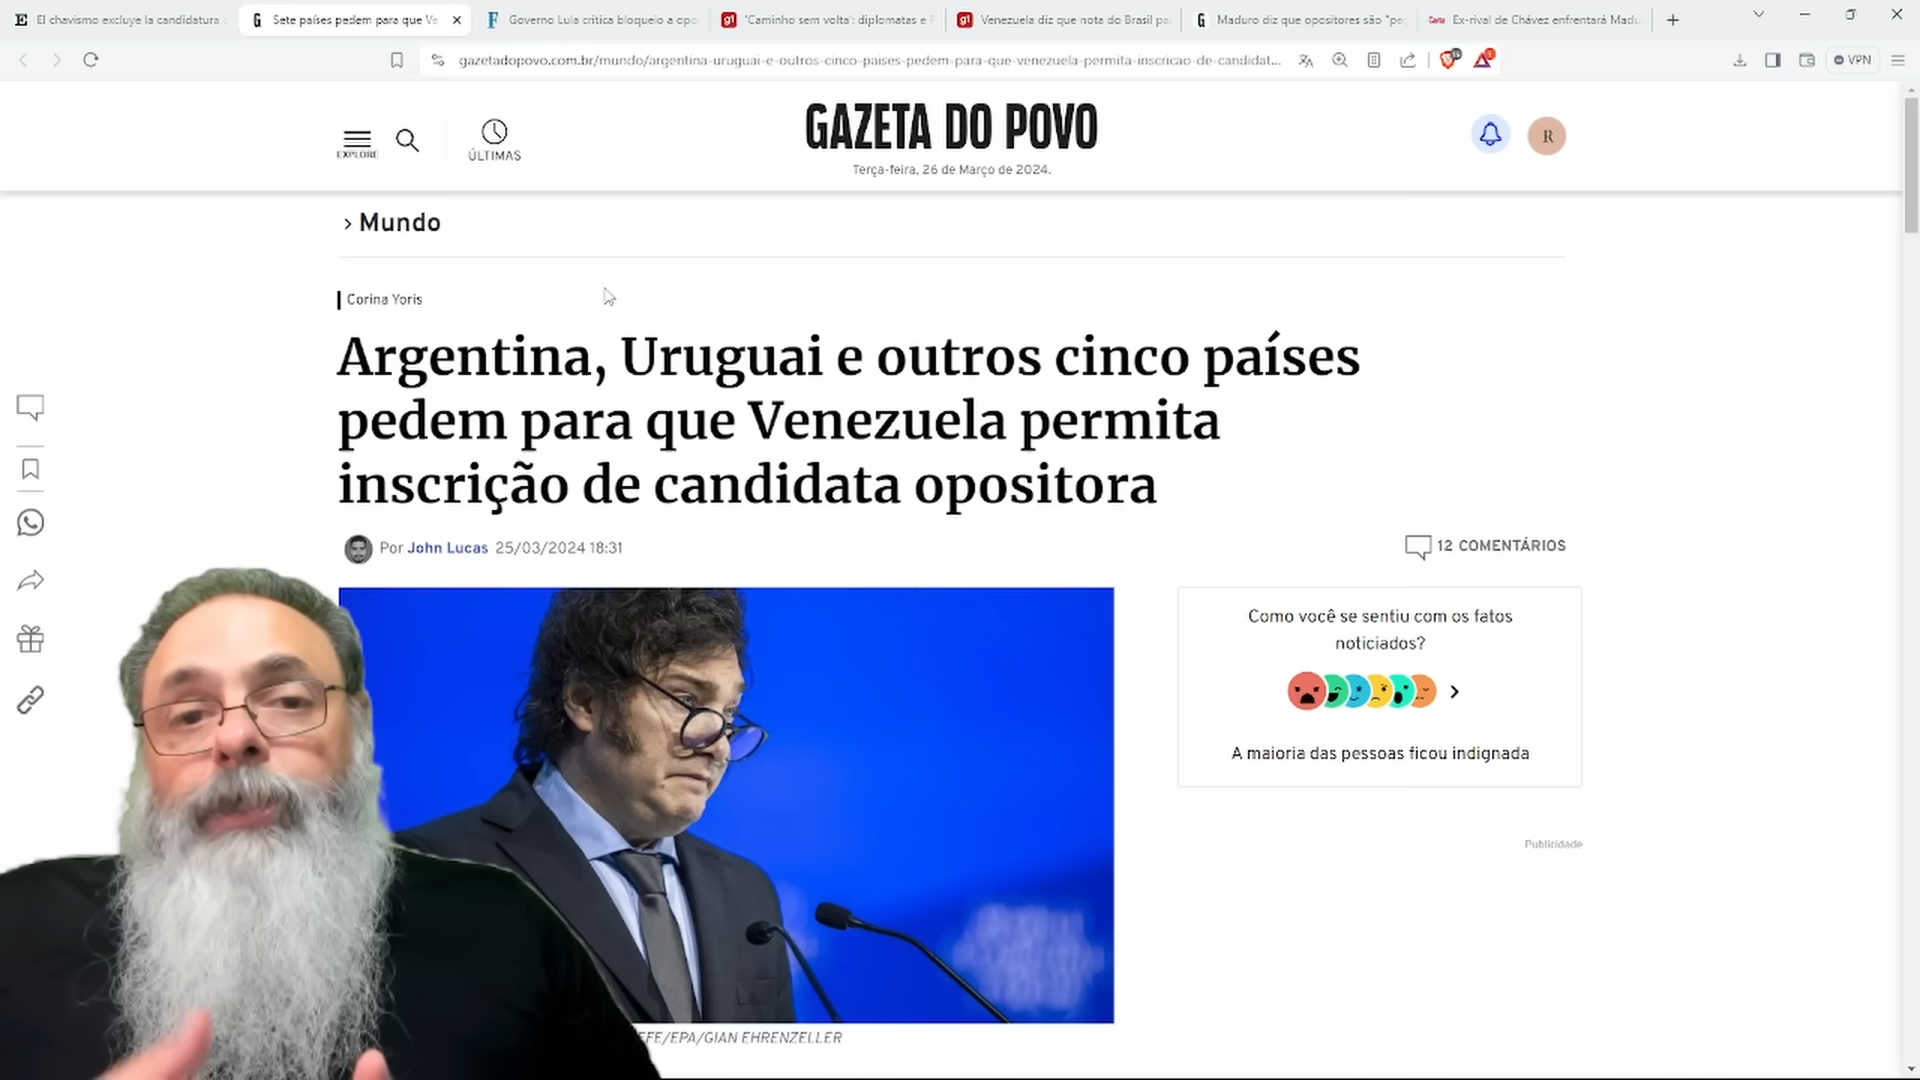 El chavismo excluye la candidatura
Sete países pedem para que Ve
Governo Lula critica bloqueio a opo
'Caminho sem volta': diplomatas e
Venezuela diz que nota do Brasil pa
Maduro diz que opositores são "pe
Ex-rival de Chávez enfrentará Madu
gazetadopovo.com.br/mundo/argentina-uruguai-e-outros-cinco-paises-pedem-para-que-venezuela-permita-inscricao-de-candidat...
VPN
EXPLORE
ÚLTIMAS
GAZETA DO POVO
Terça-feira, 26 de Março de 2024.
R
Mundo
Corina Yoris
Argentina, Uruguai e outros cinco países
pedem para que Venezuela permita
inscrição de candidata opositora
Por John Lucas 25/03/2024 18:31
12 COMENTÁRIOS
Como você se sentiu com os fatos
noticiados?
A maioria das pessoas ficou indignada
Publicidade
EFE/EPA/GIAN EHRENZELLER